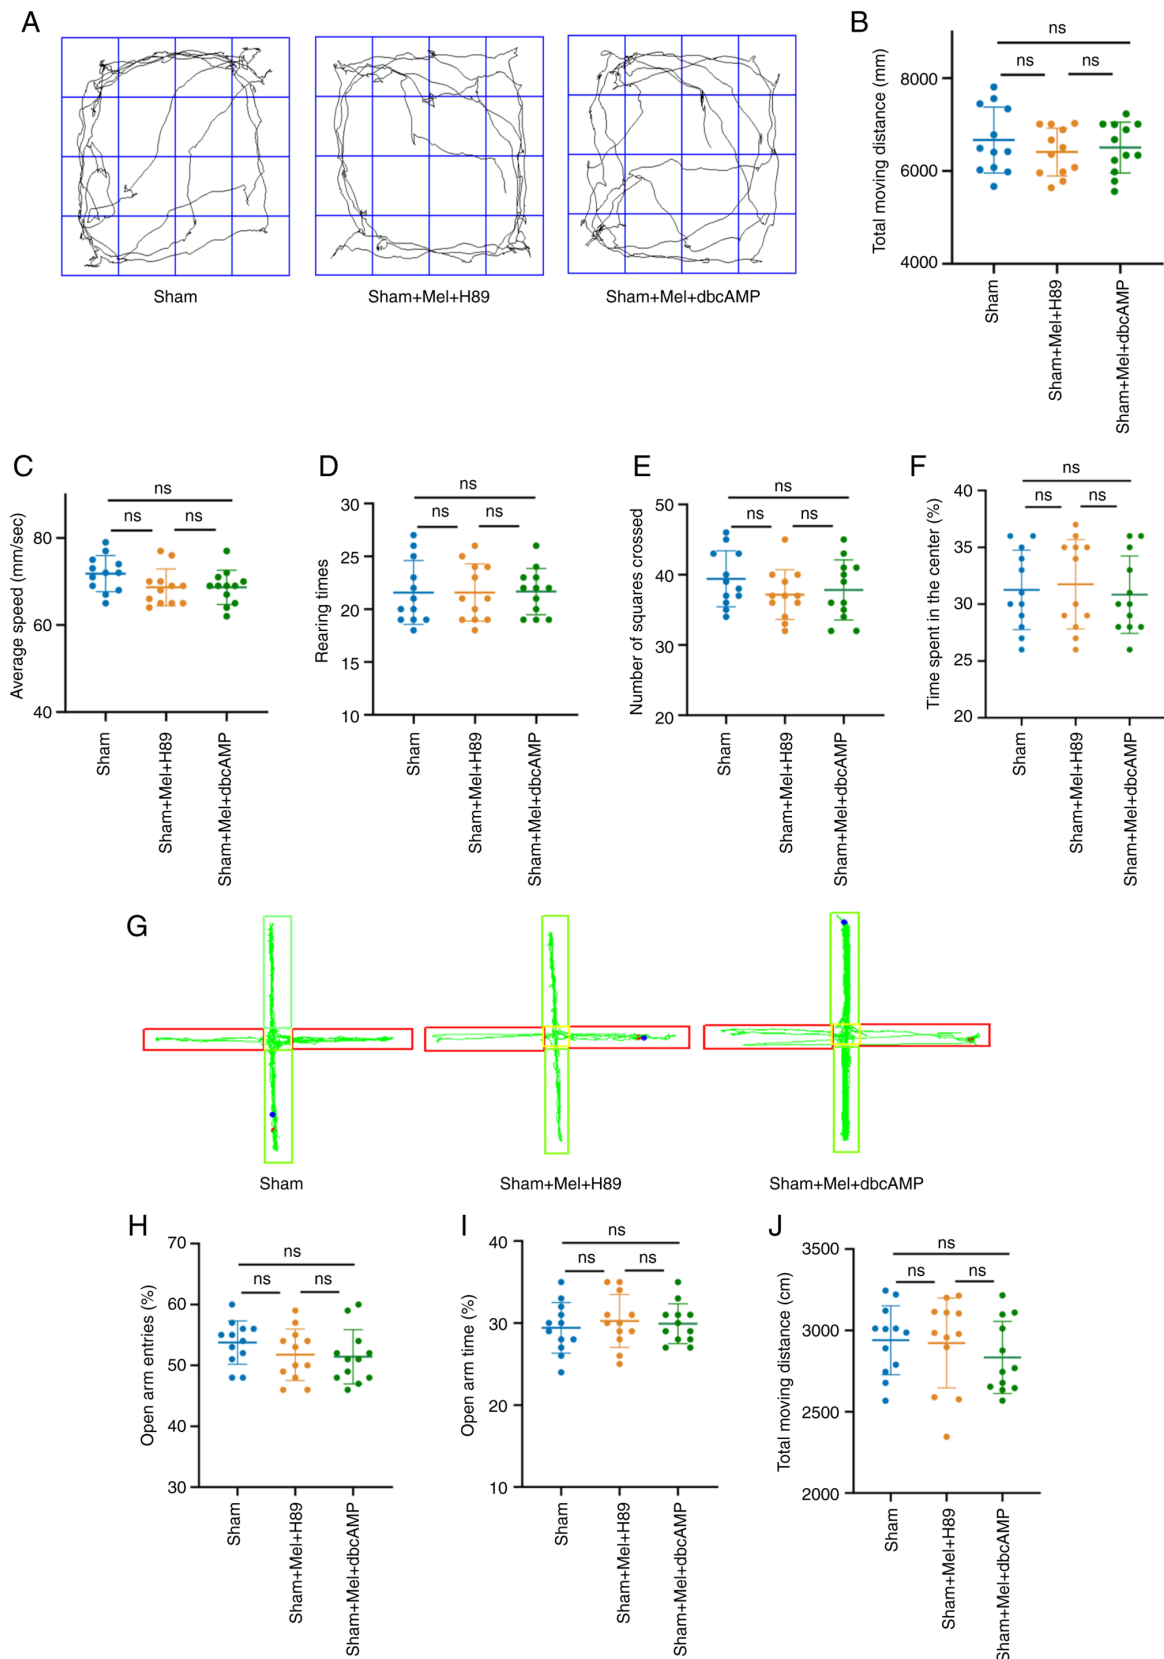 A
Sham
Sham+Mel+H89
Sham+Mel+dbcAMP
B
Total moving distance (mm)
8000
6000
4000
ns
ns
ns
Sham
Sham+Mel+H89
Sham+Mel+dbcAMP
C
Average speed (mm/sec)
80
60
40
ns
ns
ns
Sham
Sham+Mel+H89
Sham+Mel+dbcAMP
D
Rearing times
30
25
20
15
10
ns
ns
ns
Sham
Sham+Mel+H89
Sham+Mel+dbcAMP
E
Number of squares crossed
50
40
30
20
ns
ns
ns
Sham
Sham+Mel+H89
Sham+Mel+dbcAMP
F
Time spent in the center (%)
40
35
30
25
20
ns
ns
ns
Sham
Sham+Mel+H89
Sham+Mel+dbcAMP
G
Sham
Sham+Mel+H89
Sham+Mel+dbcAMP
H
Open arm entries (%)
70
60
50
40
30
ns
ns
ns
Sham
Sham+Mel+H89
Sham+Mel+dbcAMP
I
Open arm time (%)
40
30
20
10
ns
ns
ns
Sham
Sham+Mel+H89
Sham+Mel+dbcAMP
J
Total moving distance (cm)
3500
3000
2500
2000
ns
ns
ns
Sham
Sham+Mel+H89
Sham+Mel+dbcAMP